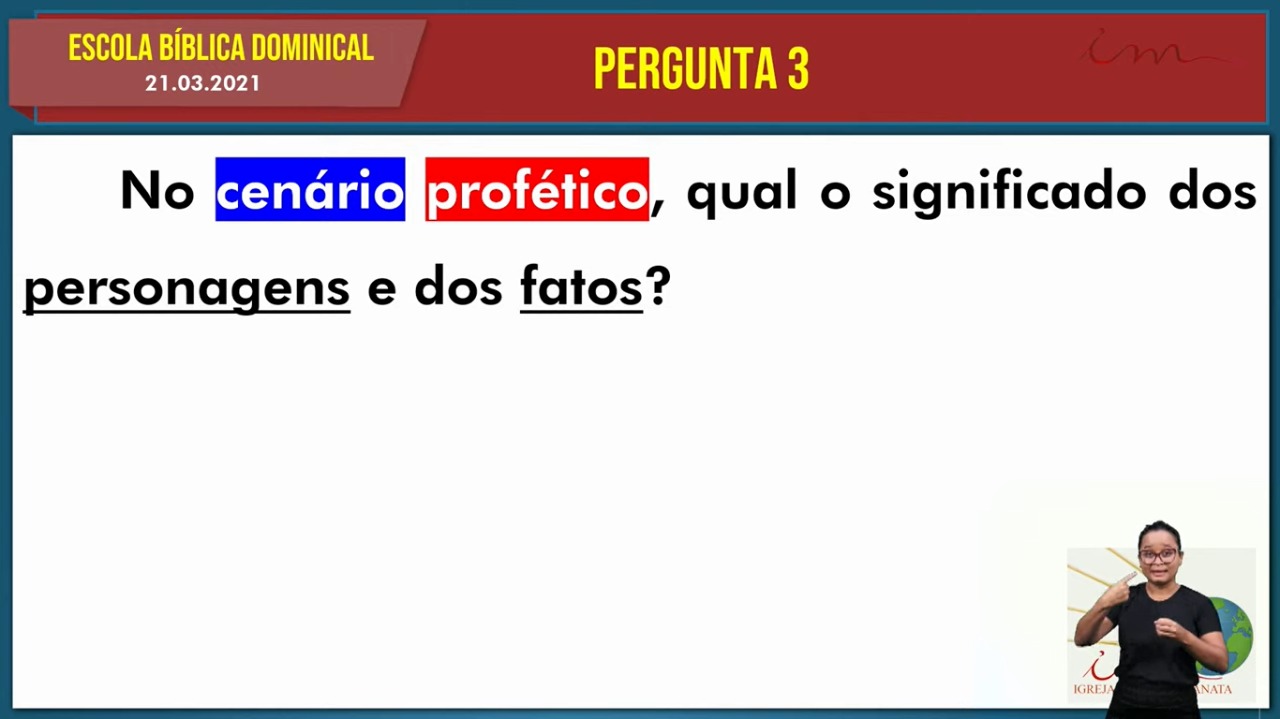 ESCOLA BÍBLICA DOMINICAL
21.03.2021
PERGUNTA 3
im
No cenário profético, qual o significado dos
personagens e dos fatos?
IGREJA ANATA